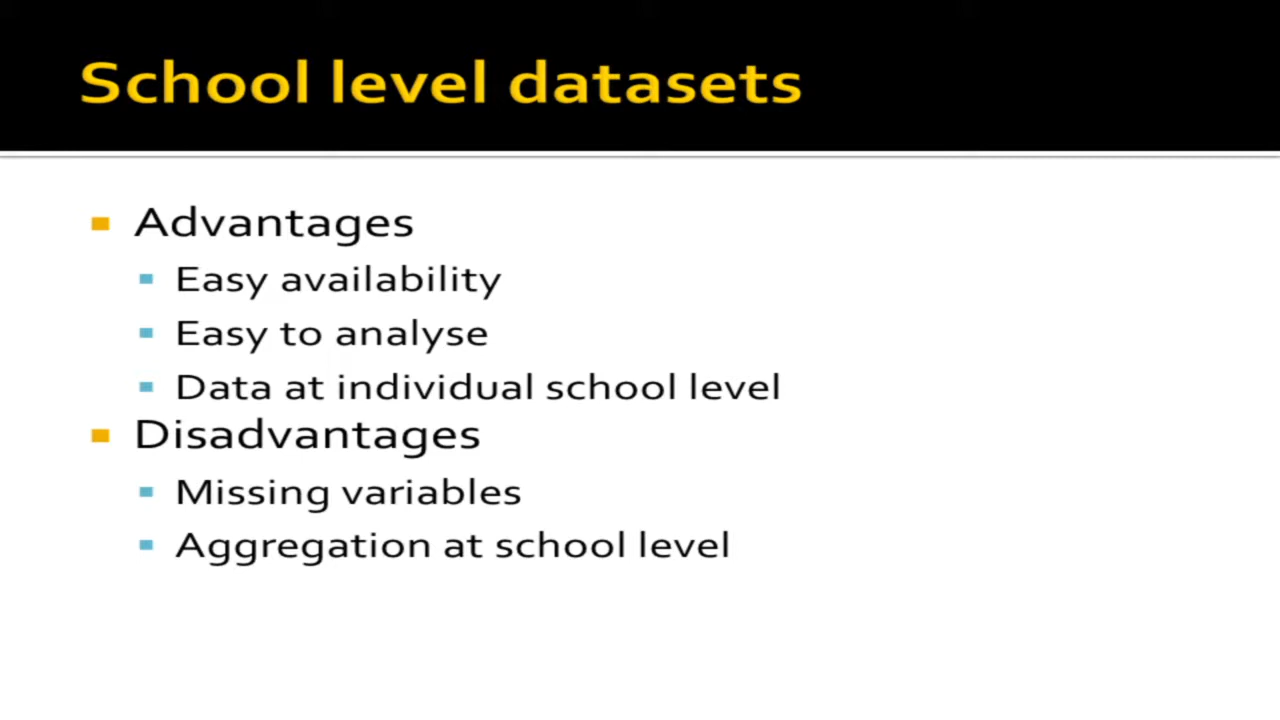 School level datasets
Advantages
Easy availability
Easy to analyse
Data at individual school level
Disadvantages
Missing variables
Aggregation at school level